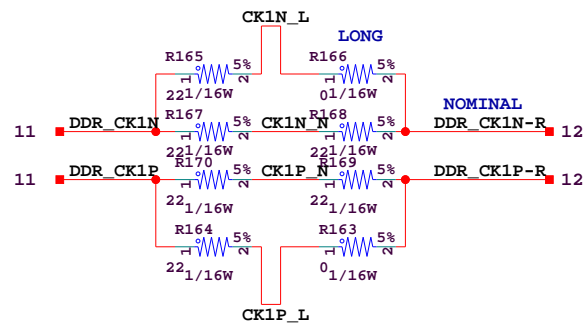 CK1N_L
LONG
R165 5% R166 5%
1 2 1 2
22 1/16W 0 1/16W
R167 R168 NOMINAL
11 DDR_CK1N CK1N_N DDR_CK1N-R 12
1 5% 2 1 5% 2
22 1/16W 22 1/16W
R170 R169
11 DDR_CK1P CK1P_N DDR_CK1P-R 12
1 5% 2 1 5% 2
22 1/16W 22 1/16W
R164 5% R163 5%
1 2 1 2
22 1/16W 0 1/16W
CK1P_L